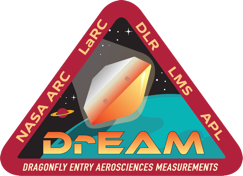 NASA ARC
LaRC
DLR
LMS
APL
DrEAM
DRAGONFLY ENTRY AEROSCIENCES MEASUREMENTS